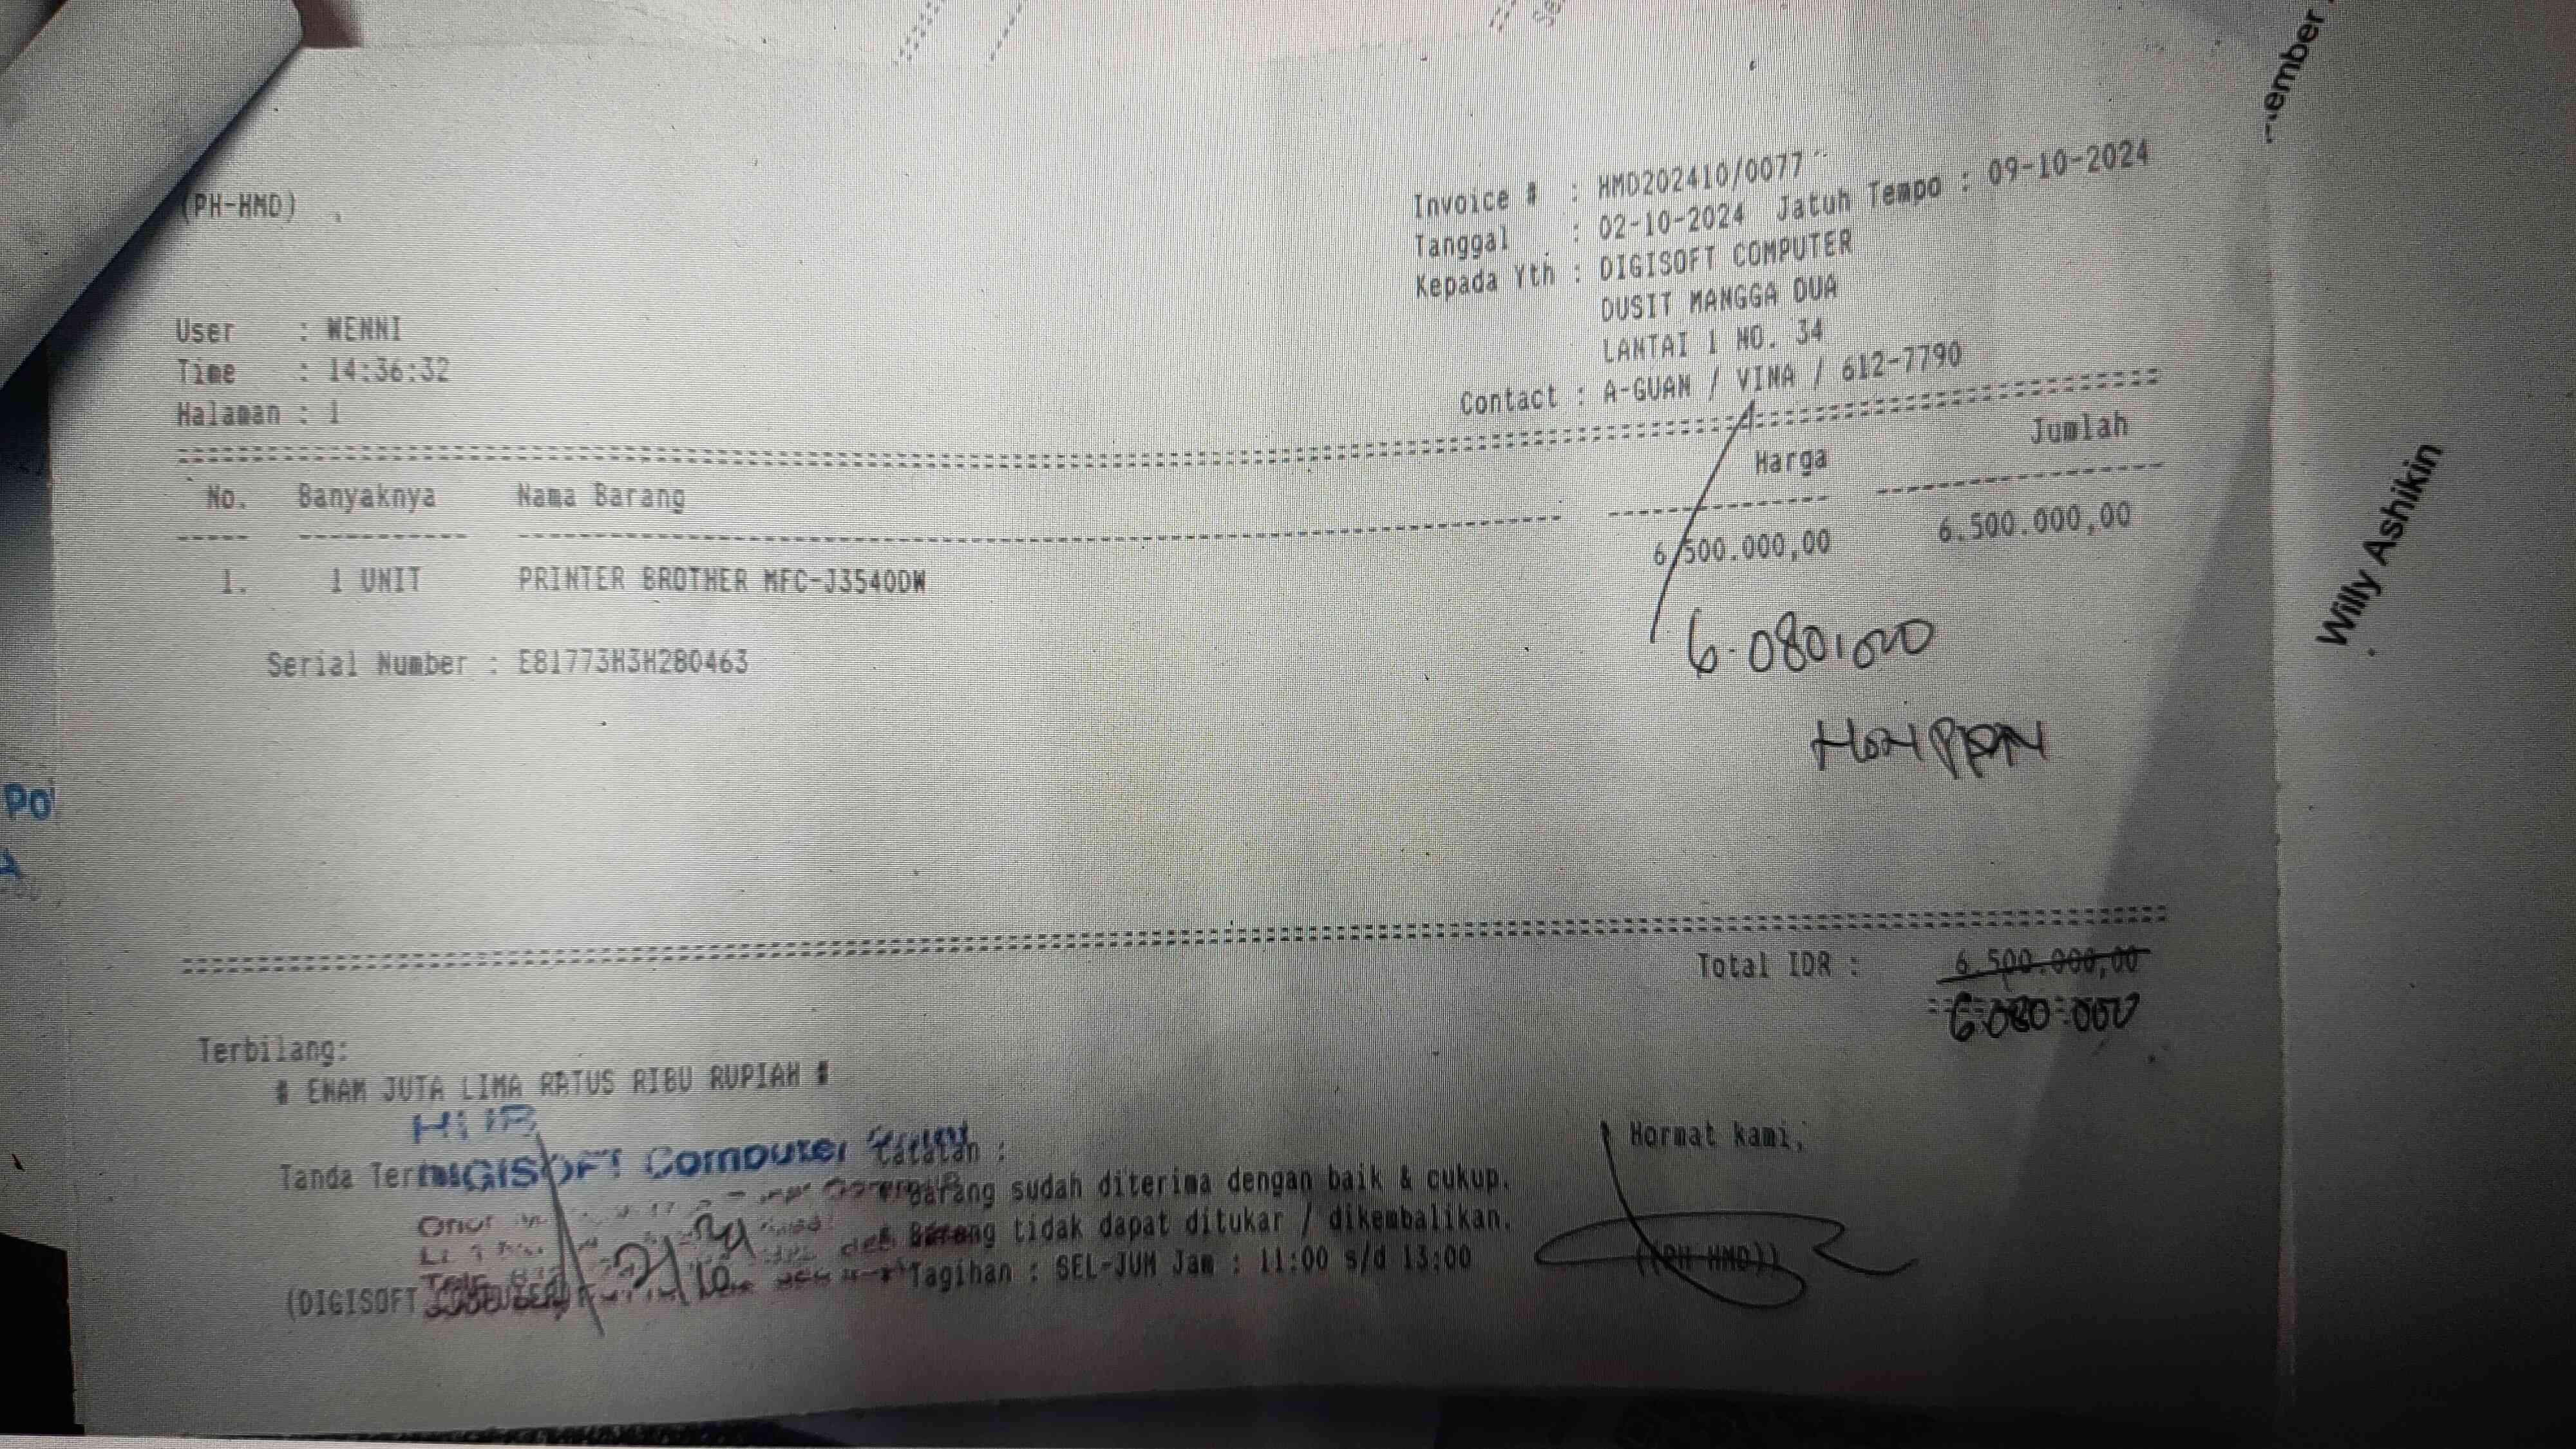 (PH-HMD)
Invoice # : HMD202410/0077
Tanggal : 02-10-2024 Jatuh Tempo : 09-10-2024
Kepada Yth : DIGISOFT COMPUTER
DUSIT MANGGA DUA
LANTAI 1 NO. 34
Contact : A-GUAN / VINA / 612-7790
User : WENNI
Time : 14:36:32
Halaman : 1
No. Banyaknya Nama Barang Harga Jumlah
1. 1 UNIT PRINTER BROTHER MFC-J3540DW 6.500.000,00 6.500.000,00
6.080.000
Serial Number : E81773H3H280463
NON PPN
Total IDR : 6.500.000,00
6.080.000
Terbilang:
# ENAM JUTA LIMA RATUS RIBU RUPIAH #
Hormat kami,
Tanda
DIGISOFT Computer
Catatan :
Barang sudah diterima dengan baik & cukup.
Barang tidak dapat ditukar / dikembalikan.
Tagihan : SEL-JUM Jam : 11:00 s/d 13:00
(DIGISOFT COMPUTER)
((PH-HMD))
Willy Ashikin